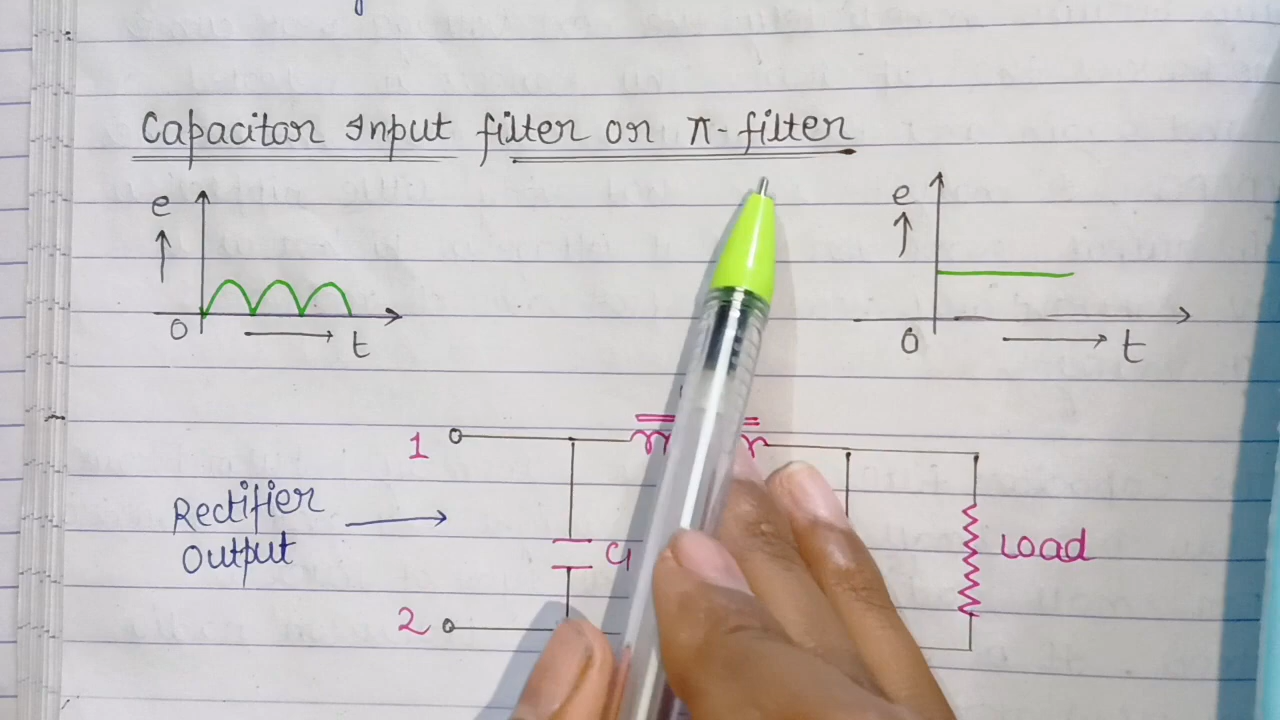 Capacitor Input filter or π-filter
e
e
0
t
0
t
1
Rectifier
Output
C1
Load
2